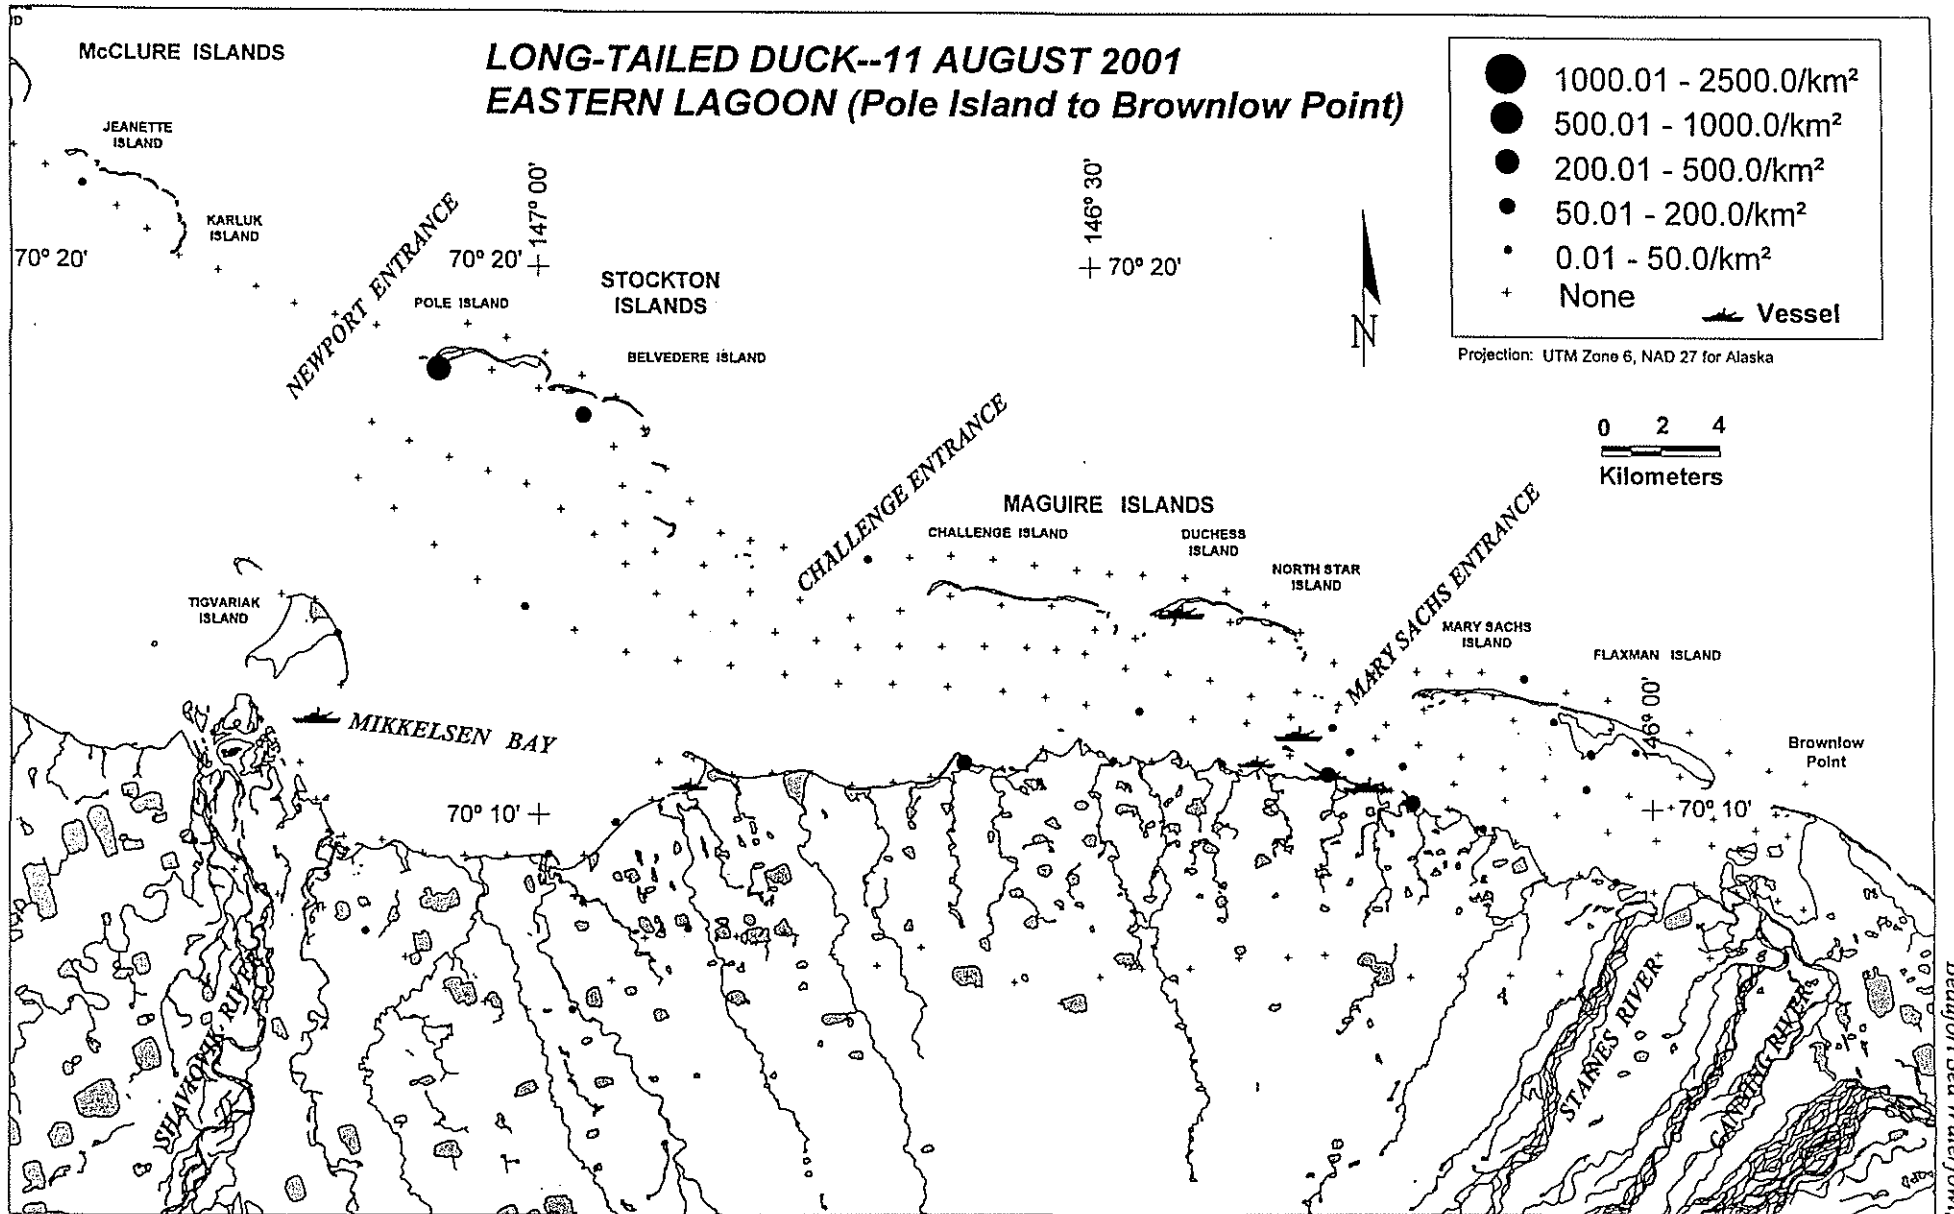 McCLURE ISLANDS
LONG-TAILED DUCK--11 AUGUST 2001
EASTERN LAGOON (Pole Island to Brownlow Point)
1000.01 - 2500.0/km²
500.01 - 1000.0/km²
200.01 - 500.0/km²
50.01 - 200.0/km²
0.01 - 50.0/km²
None
Vessel
Projection: UTM Zone 6, NAD 27 for Alaska
JEANETTE
ISLAND
KARLUK
ISLAND
70° 20'
NEWPORT ENTRANCE
147° 00'
70° 20'
146° 30'
70° 20'
N
STOCKTON
ISLANDS
POLE ISLAND
BELVEDERE ISLAND
0 2 4
Kilometers
CHALLENGE ENTRANCE
MAGUIRE ISLANDS
CHALLENGE ISLAND
DUCHESS
ISLAND
NORTH STAR
ISLAND
MARY SACHS ENTRANCE
MARY SACHS
ISLAND
FLAXMAN ISLAND
146° 00'
TIGVARIAK
ISLAND
MIKKELSEN BAY
Brownlow
Point
70° 10'
70° 10'
SHAVIOVIK RIVER
STAINES RIVER
CANNING RIVER